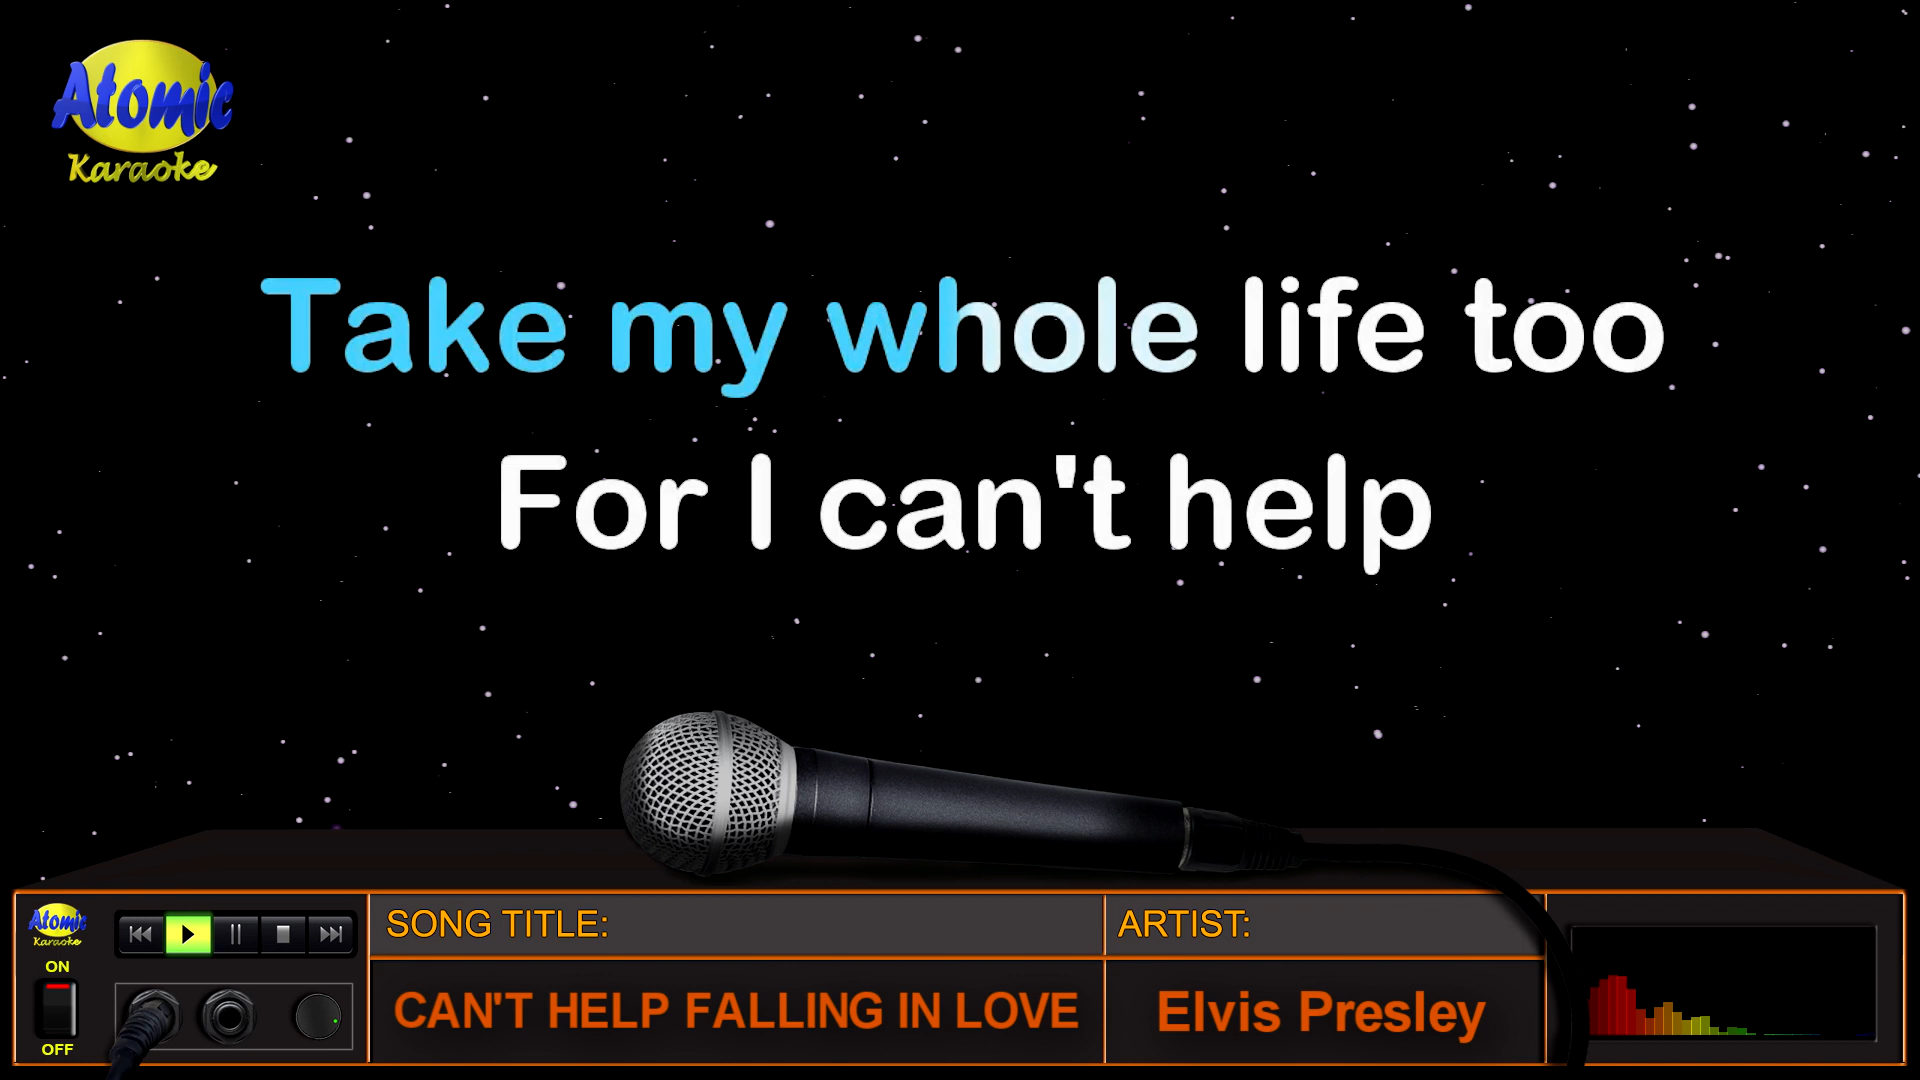 Atomic
Karaoke
Take my whole life too
For I can't help
Atomic
Karaoke
ON
OFF
SONG TITLE:
CAN'T HELP FALLING IN LOVE
ARTIST:
Elvis Presley